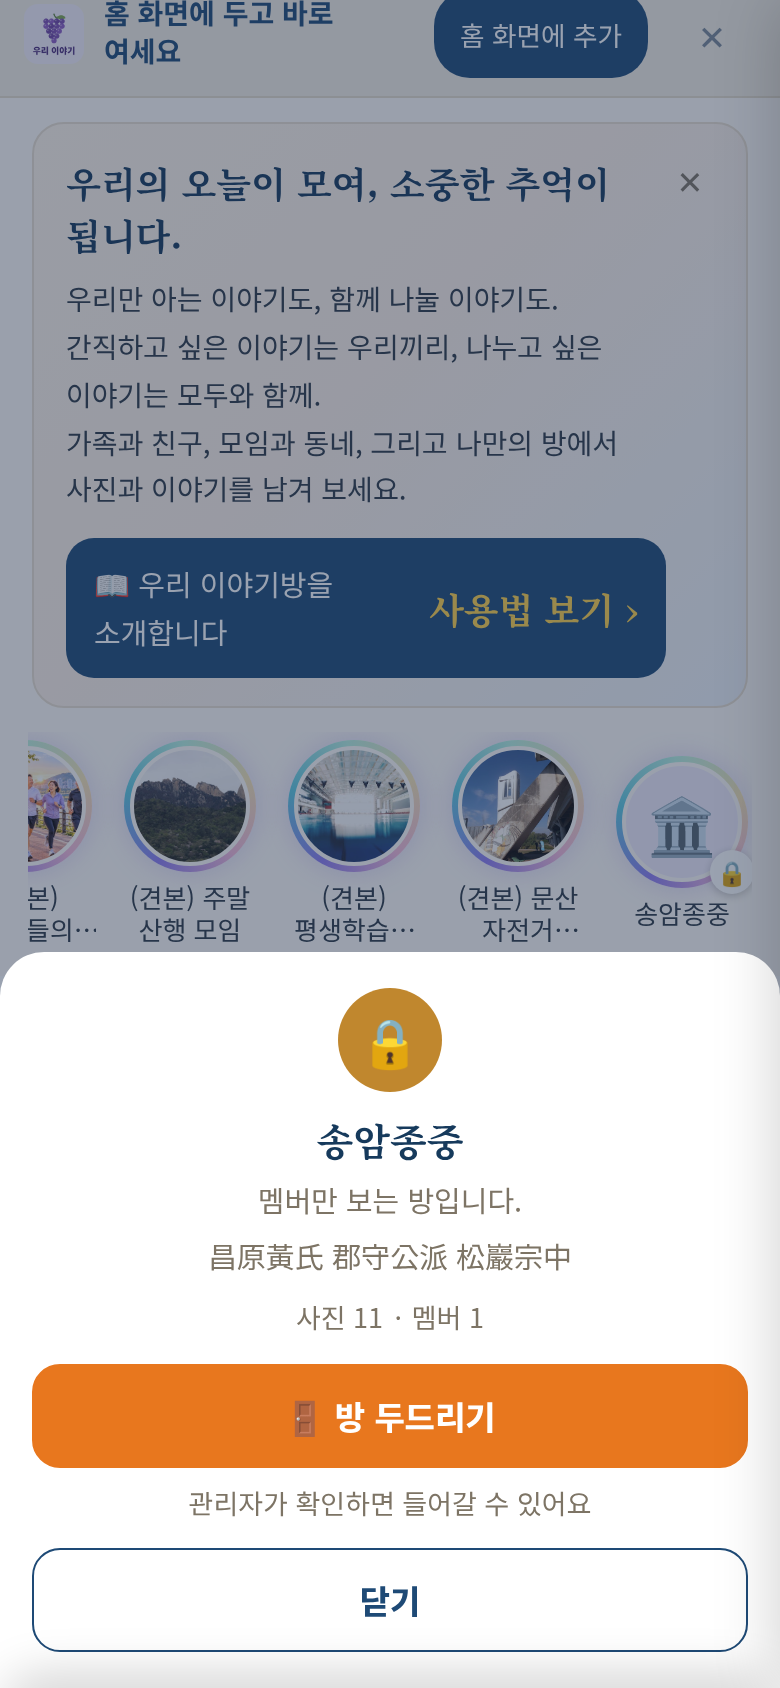 우리 이야기
홈 화면에 두고 바로
여세요
홈 화면에 추가
✕
우리의 오늘이 모여, 소중한 추억이
됩니다.
✕
우리만 아는 이야기도, 함께 나눌 이야기도.
간직하고 싶은 이야기는 우리끼리, 나누고 싶은
이야기는 모두와 함께.
가족과 친구, 모임과 동네, 그리고 나만의 방에서
사진과 이야기를 남겨 보세요.
📖 우리 이야기방을
소개합니다
사용법 보기 ›
본)
들의…
(견본) 주말
산행 모임
(견본)
평생학습…
(견본) 문산
자전거…
송암종중
송암종중
멤버만 보는 방입니다.
昌原黃氏 郡守公派 松巖宗中
사진 11 · 멤버 1
🚪 방 두드리기
관리자가 확인하면 들어갈 수 있어요
닫기